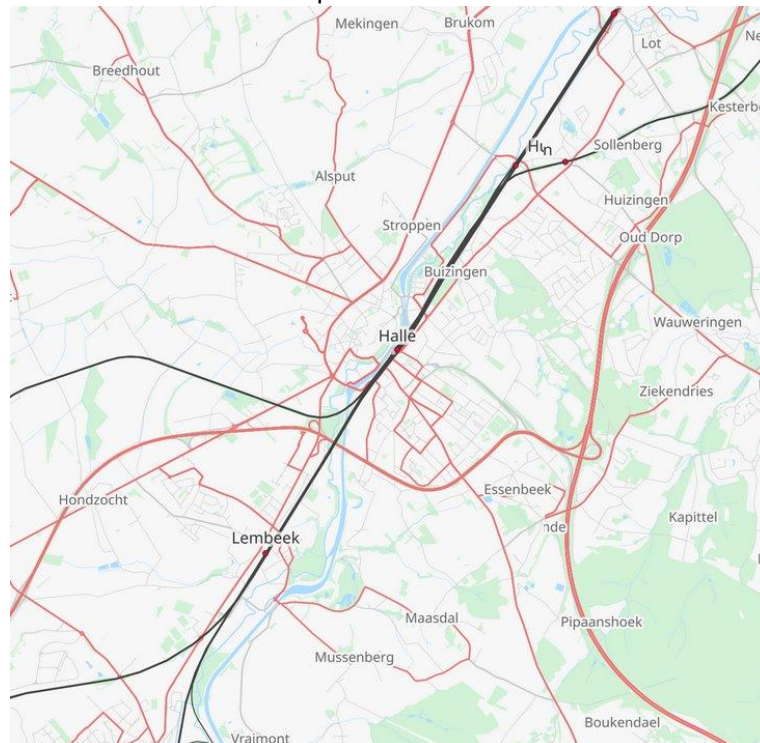 Mekingen
Brukom
Lot
Breedhout
Sollenberg
Alsput
Huizingen
Stroppen
Oud Dorp
Buizingen
Wauweringen
Halle
Ziekendries
Hondzocht
Essenbeek
Kapittel
nde
Lembeek
Maasdal
Pipaanshoek
Mussenberg
Boukendael
Vraimont